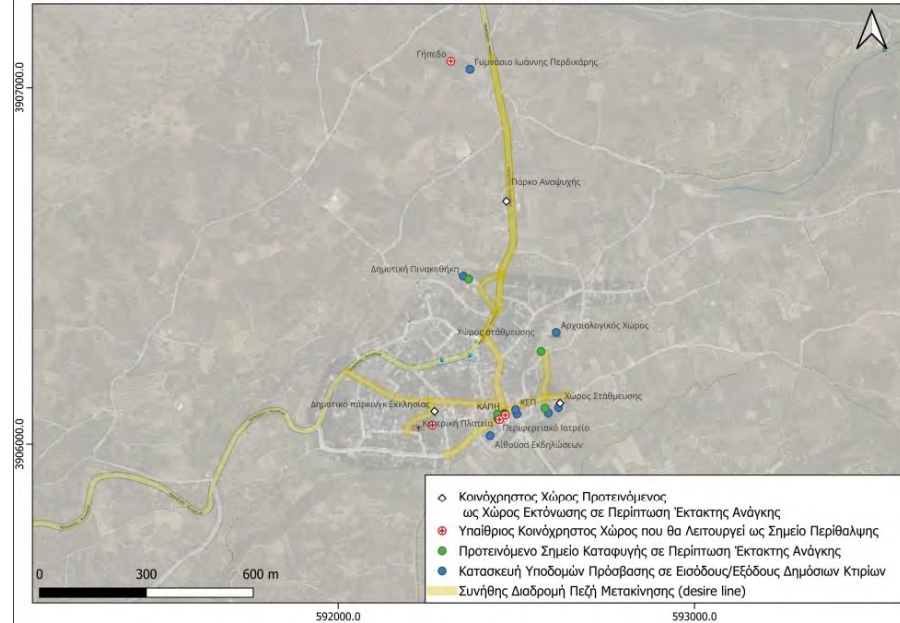 Γήπεδο
Γυμνάσιο Ιωάννης Περδικάρης
3907000.0
Πάρκο Αναψυχής
Δημοτική Πινακοθήκη
Χώρος στάθμευσης
Αρχαιολογικός Χώρος
Δημοτικό πάρκινγκ Εκκλησίας
ΚΑΠΗ
ΚΕΠ
Χώρος Στάθμευσης
Κεντρική Πλατεία
Περιφερειακό Ιατρείο
Αίθουσα Εκδηλώσεων
3906000.0
Κοινόχρηστος Χώρος Προτεινόμενος
ως Χώρος Εκτόνωσης σε Περίπτωση Έκτακτης Ανάγκης
Υπαίθριος Κοινόχρηστος Χώρος που θα Λειτουργεί ως Σημείο Περίθαλψης
Προτεινόμενο Σημείο Καταφυγής σε Περίπτωση Έκτακτης Ανάγκης
Κατασκευή Υποδομών Πρόσβασης σε Εισόδους/Εξόδους Δημόσιων Κτιρίων
Συνήθης Διαδρομή Πεζή Μετακίνησης (desire line)
0 300 600 m
592000.0 593000.0